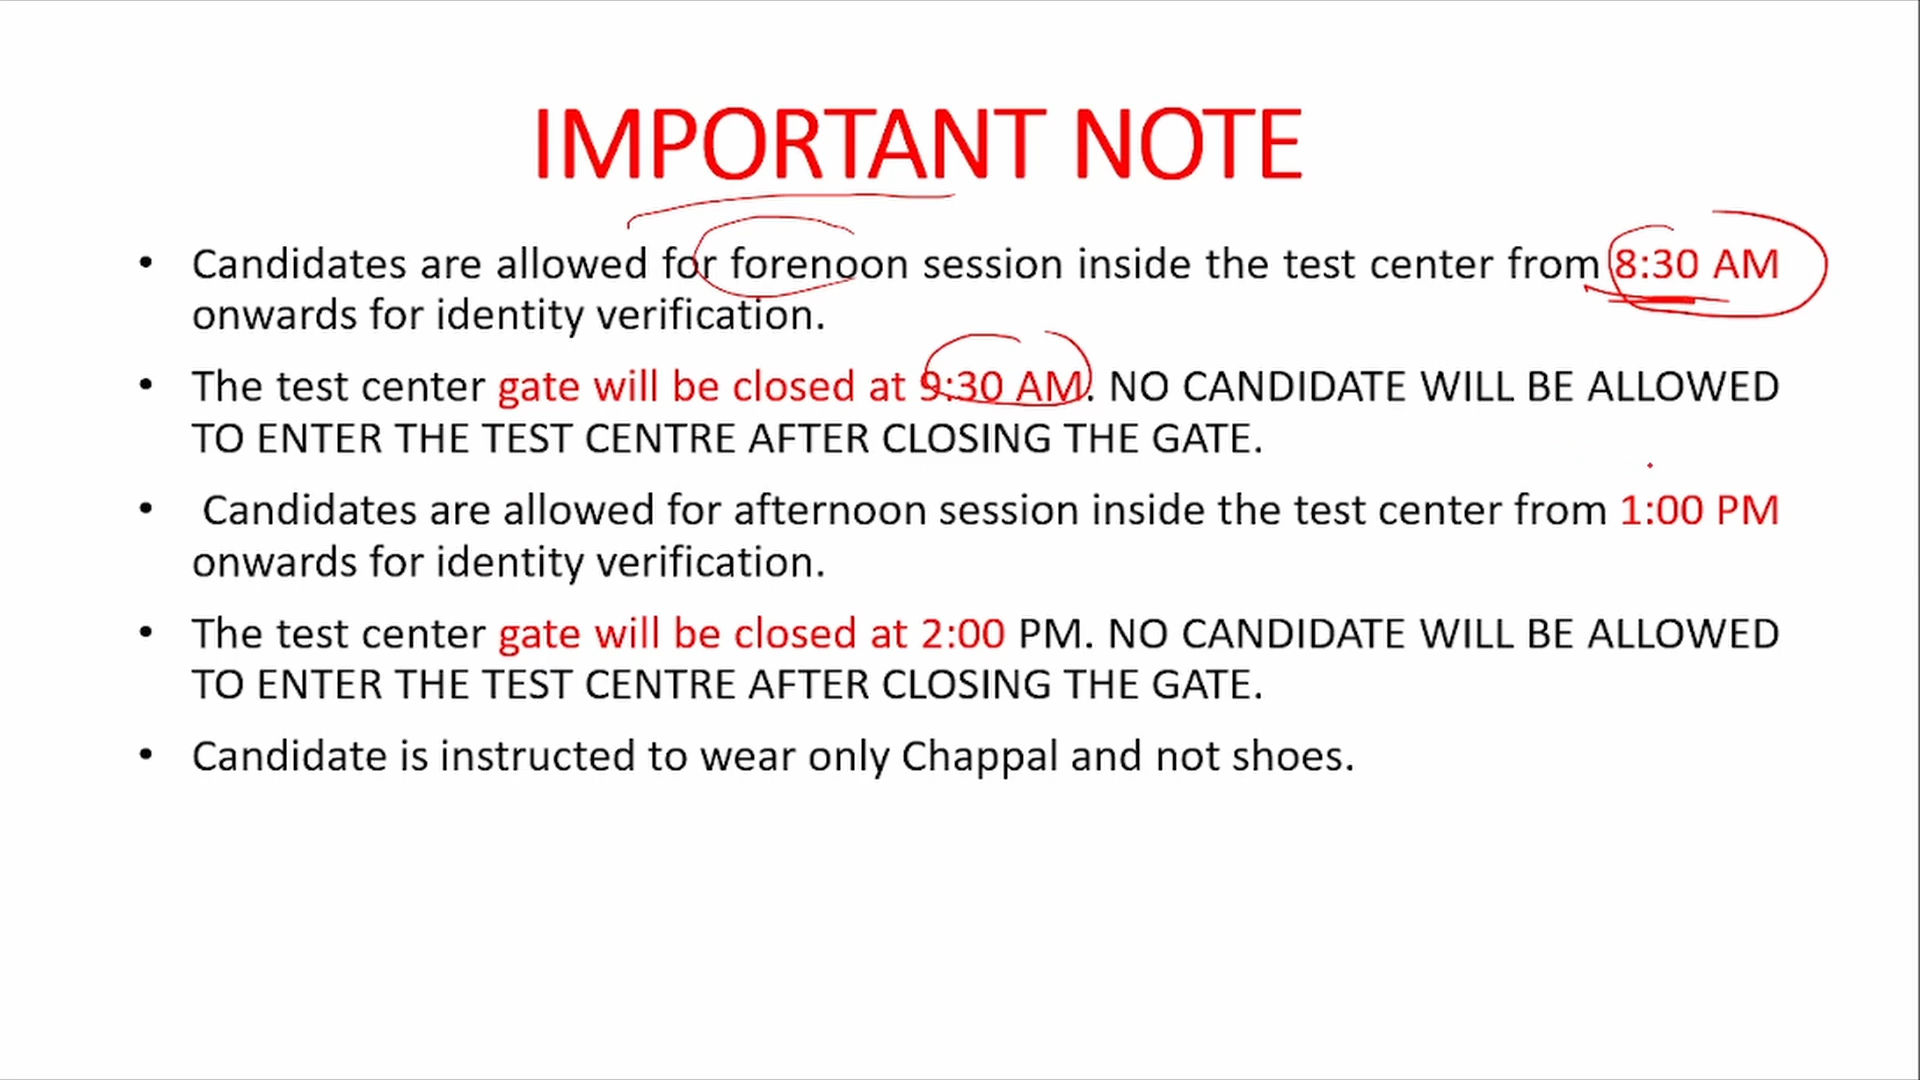 IMPORTANT NOTE
• Candidates are allowed for forenoon session inside the test center from 8:30 AM
onwards for identity verification.
• The test center gate will be closed at 9:30 AM. NO CANDIDATE WILL BE ALLOWED
TO ENTER THE TEST CENTRE AFTER CLOSING THE GATE.
• Candidates are allowed for afternoon session inside the test center from 1:00 PM
onwards for identity verification.
• The test center gate will be closed at 2:00 PM. NO CANDIDATE WILL BE ALLOWED
TO ENTER THE TEST CENTRE AFTER CLOSING THE GATE.
• Candidate is instructed to wear only Chappal and not shoes.